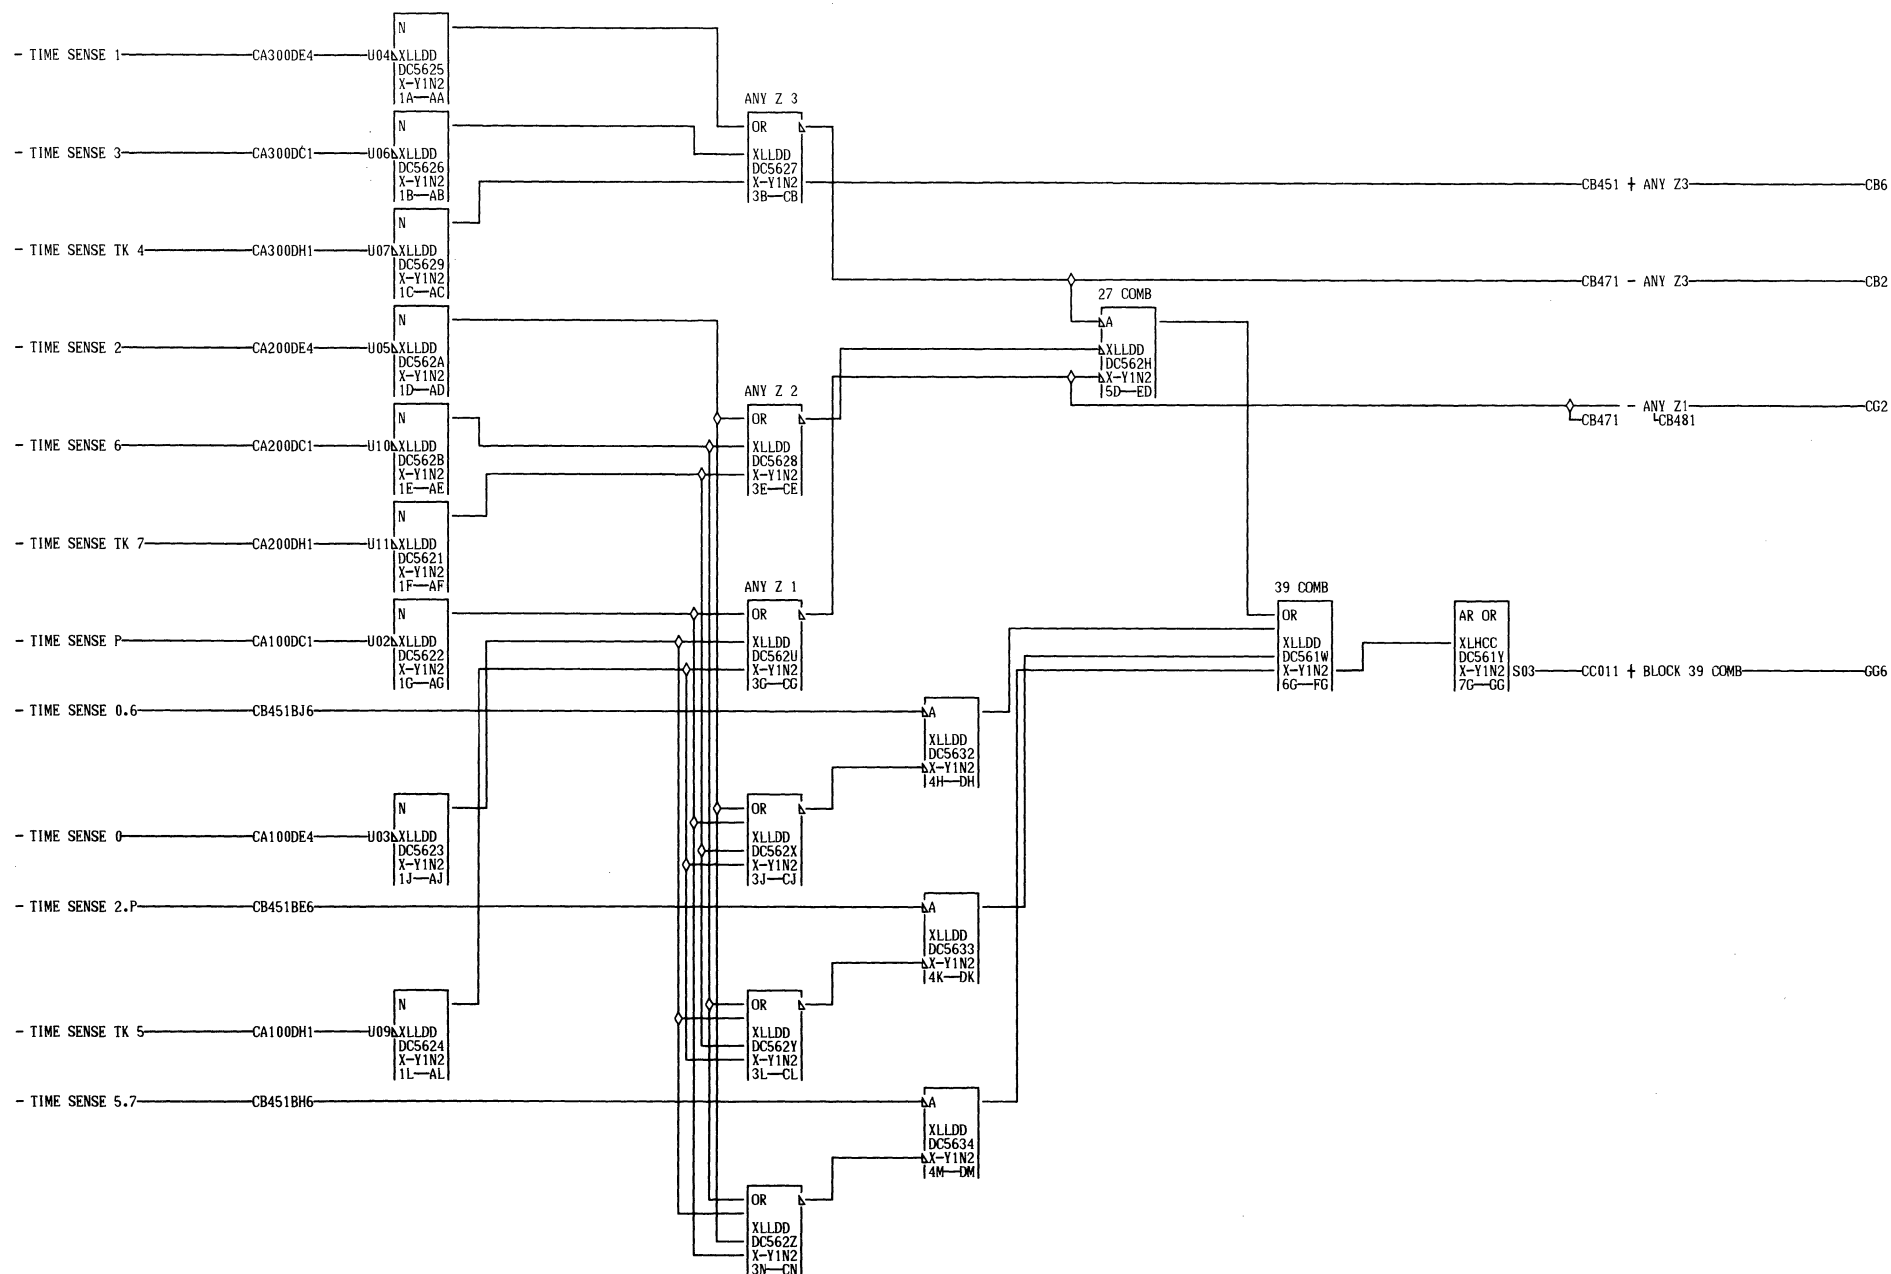 N
- TIME SENSE 1 CA300DE4 U04 XLLDD
DC5625
X-Y1N2
1A AA
ANY Z 3
N
OR
- TIME SENSE 3 CA300DC1 U06 XLLDD
DC5626
X-Y1N2
1B AB
XLLDD
DC5627
X-Y1N2
3B CB
CB451 + ANY Z3 CB6
N
- TIME SENSE TK 4 CA300DH1 U07 XLLDD
DC5629
X-Y1N2
1C AC
CB471 - ANY Z3 CB2
27 COMB
N
A
- TIME SENSE 2 CA200DE4 U05 XLLDD
DC562A
X-Y1N2
1D AD
XLLDD
DC562H
X-Y1N2
5D ED
ANY Z 2
- ANY Z1 CG2
CB471 CB481
N
OR
- TIME SENSE 6 CA200DC1 U10 XLLDD
DC562B
X-Y1N2
1E AE
XLLDD
DC5628
X-Y1N2
3E CE
N
- TIME SENSE TK 7 CA200DH1 U11 XLLDD
DC5621
X-Y1N2
1F AF
ANY Z 1
39 COMB
N
OR
OR
AR OR
- TIME SENSE P CA100DC1 U02 XLLDD
DC5622
X-Y1N2
1G AG
XLLDD
DC562U
X-Y1N2
3G CG
XLLDD
DC561W
X-Y1N2
6G FG
XLHCC
DC561Y
X-Y1N2 S03 CC011 + BLOCK 39 COMB GG6
7G GG
- TIME SENSE 0.6 CB451BJ6 A
XLLDD
DC5632
X-Y1N2
4H DH
N
OR
- TIME SENSE 0 CA100DE4 U03 XLLDD
DC5623
X-Y1N2
1J AJ
XLLDD
DC562X
X-Y1N2
3J CJ
- TIME SENSE 2.P CB451BE6 A
XLLDD
DC5633
X-Y1N2
4K DK
N
OR
- TIME SENSE TK 5 CA100DH1 U09 XLLDD
DC5624
X-Y1N2
1L AL
XLLDD
DC562Y
X-Y1N2
3L CL
- TIME SENSE 5.7 CB451BH6 A
XLLDD
DC5634
X-Y1N2
4M DM
OR
XLLDD
DC562Z
X-Y1N2
3N CN